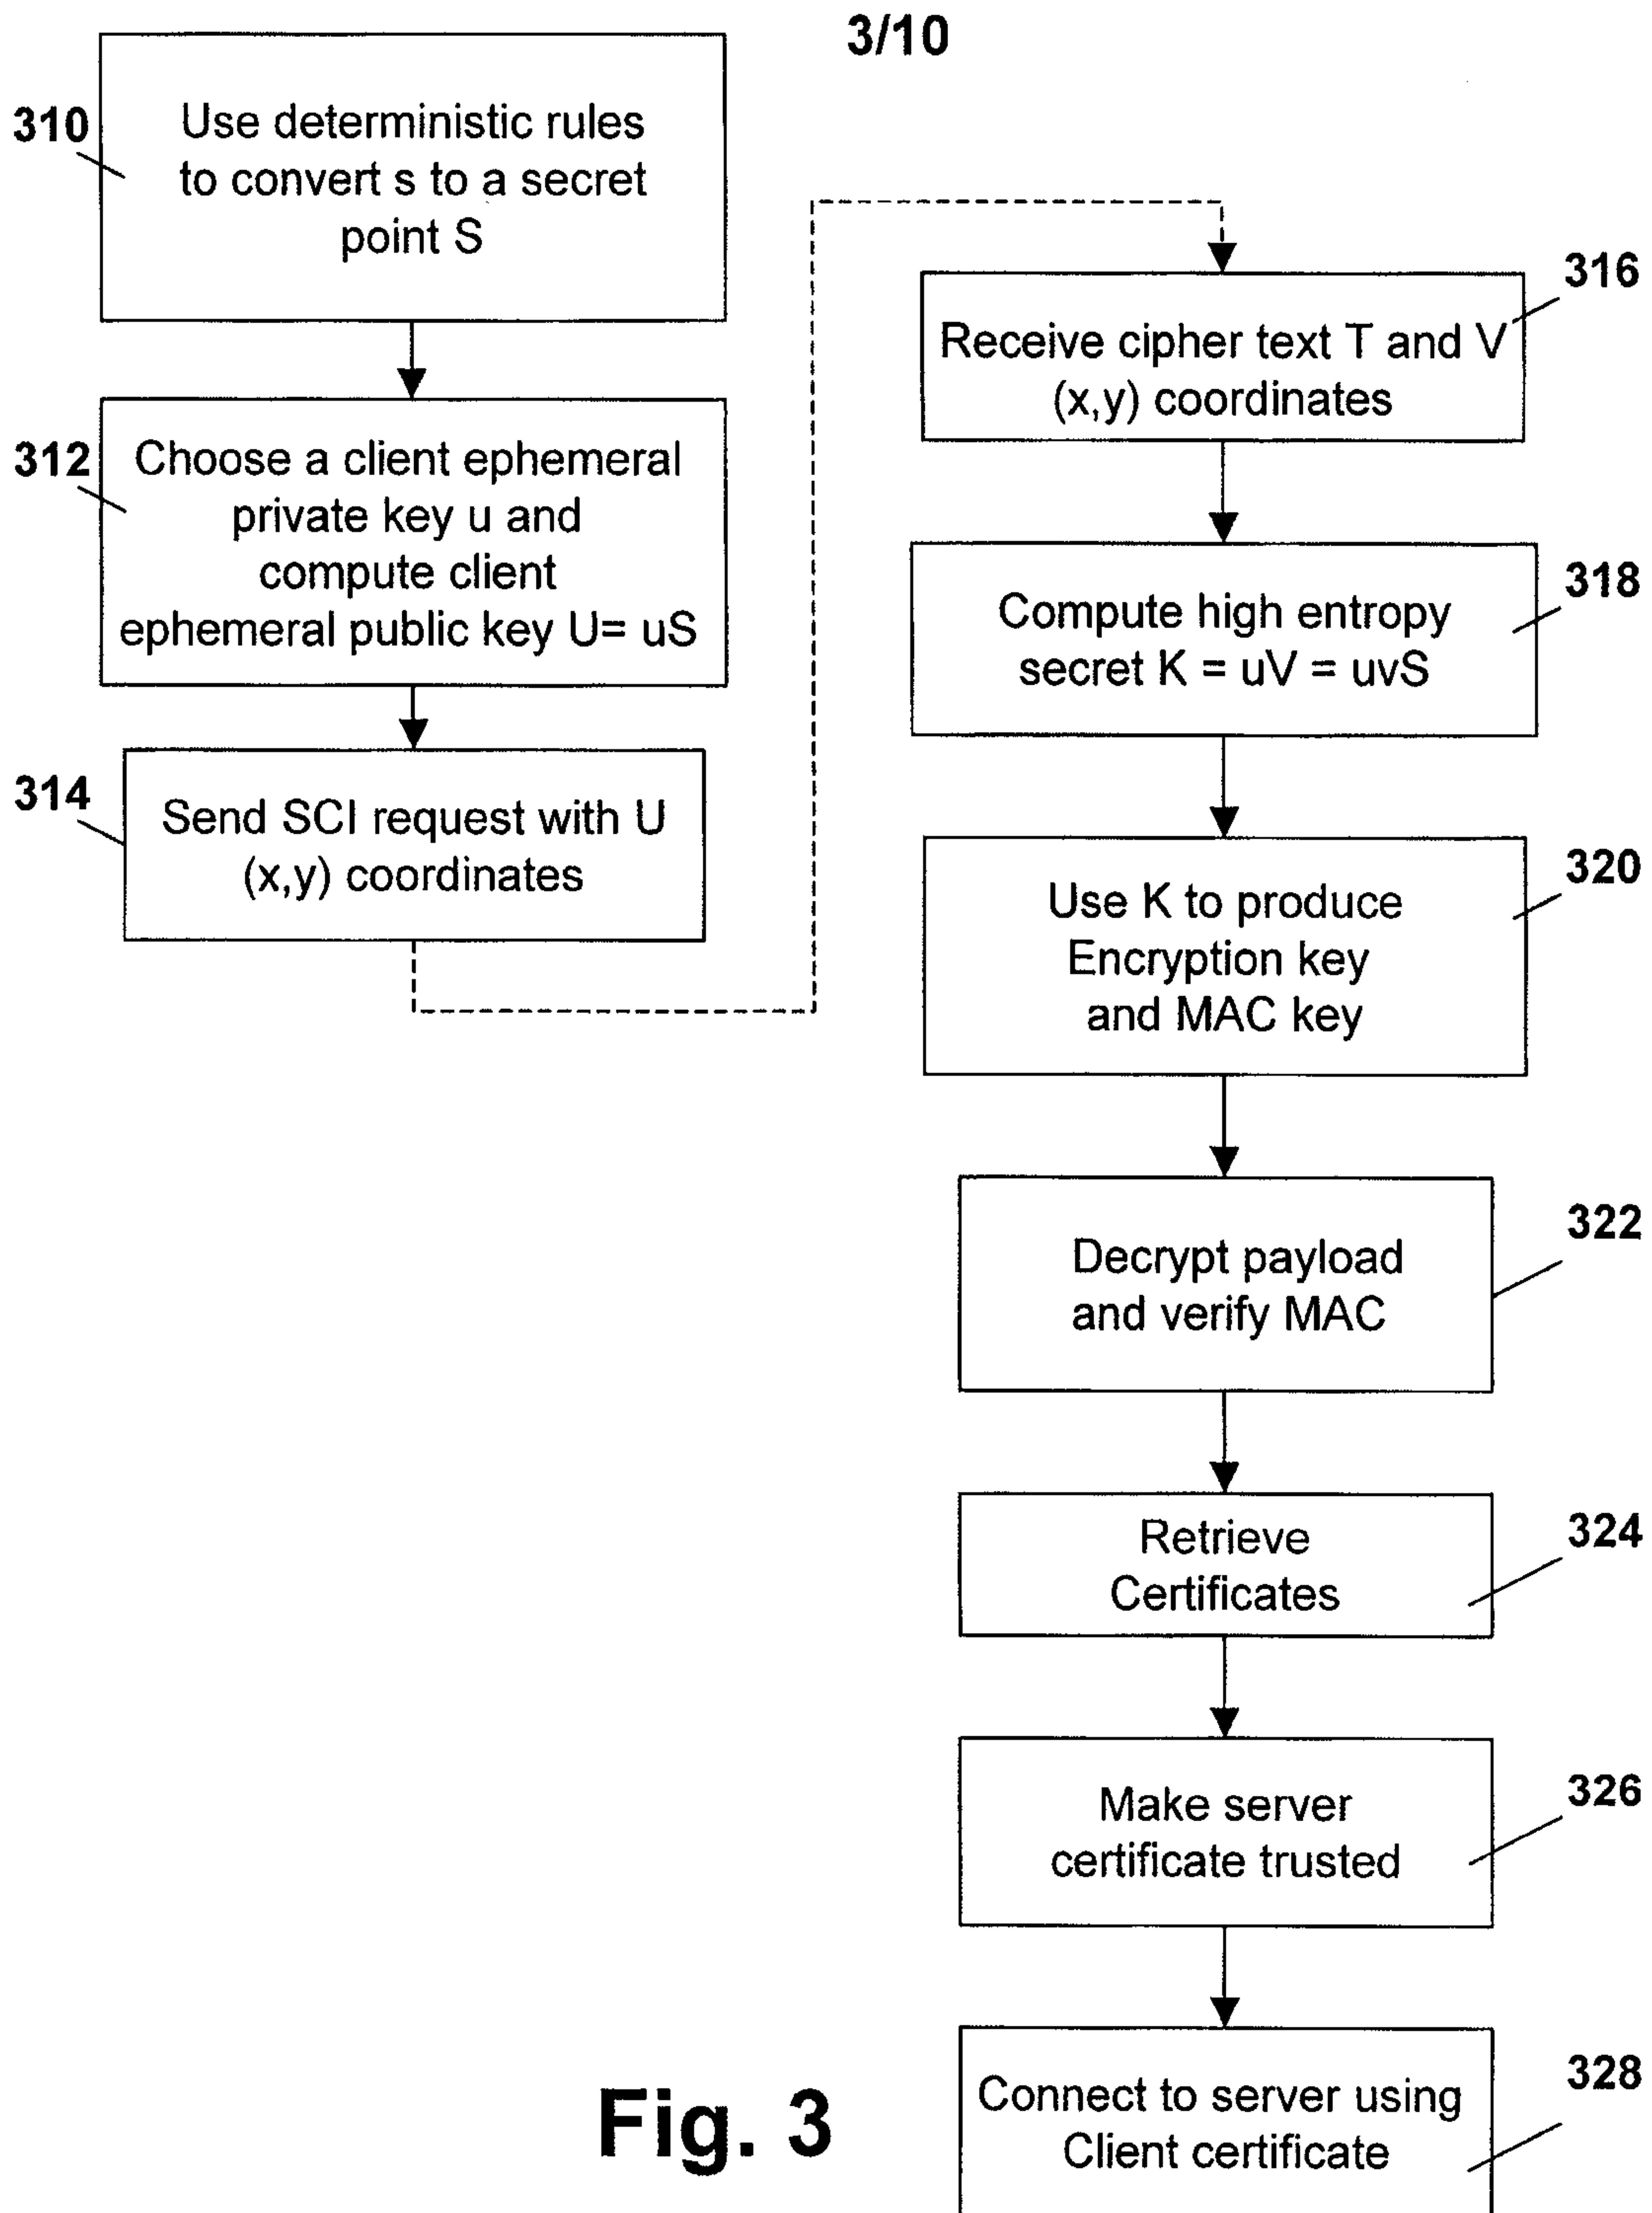 3/10
310
Use deterministic rules
to convert s to a secret
point S
312
Choose a client ephemeral
private key u and
compute client
ephemeral public key U= uS
314
Send SCI request with U
(x,y) coordinates
316
Receive cipher text T and V
(x,y) coordinates
318
Compute high entropy
secret K = uV = uvS
320
Use K to produce
Encryption key
and MAC key
322
Decrypt payload
and verify MAC
324
Retrieve
Certificates
326
Make server
certificate trusted
328
Connect to server using
Client certificate
Fig. 3